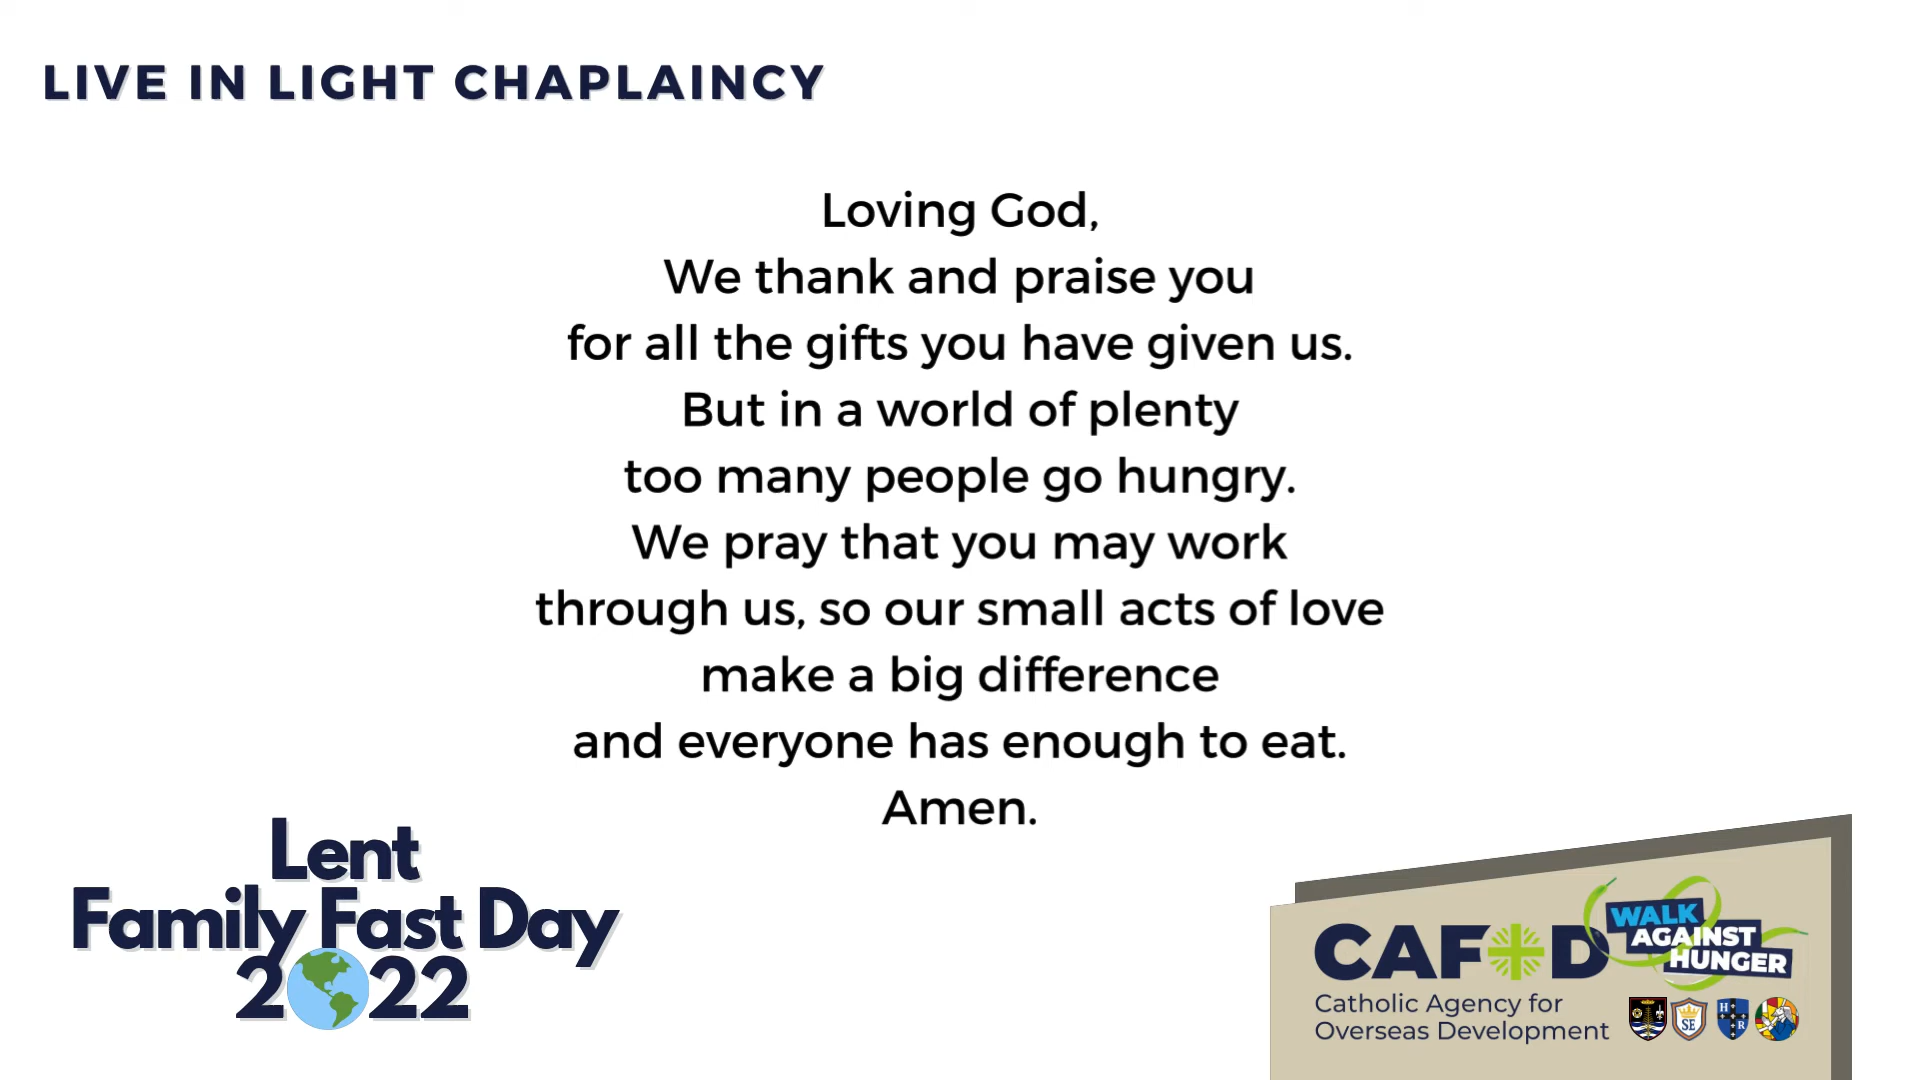 LIVE IN LIGHT CHAPLAINCY
Loving God,
We thank and praise you
for all the gifts you have given us.
But in a world of plenty
too many people go hungry.
We pray that you may work
through us, so our small acts of love
make a big difference
and everyone has enough to eat.
Amen.
Lent
Family Fast Day
2022
CAFOD
Catholic Agency for
Overseas Development
WALK
AGAINST
HUNGER
SE
H
R